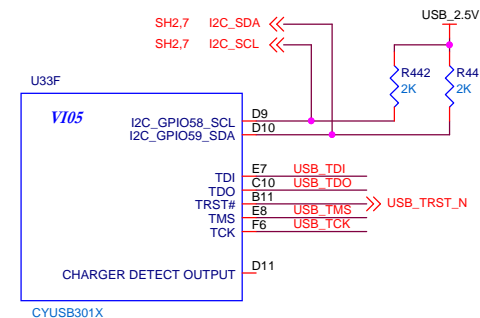 USB_2.5V
SH2,7 I2C_SDA
SH2,7 I2C_SCL
U33F
R442
2K
R44
2K
VI05
I2C_GPIO58_SCL D9
I2C_GPIO59_SDA D10
TDI E7 USB_TDI
TDO C10 USB_TDO
TRST# B11 USB_TRST_N
TMS E8 USB_TMS
TCK F6 USB_TCK
CHARGER DETECT OUTPUT D11
CYUSB301X